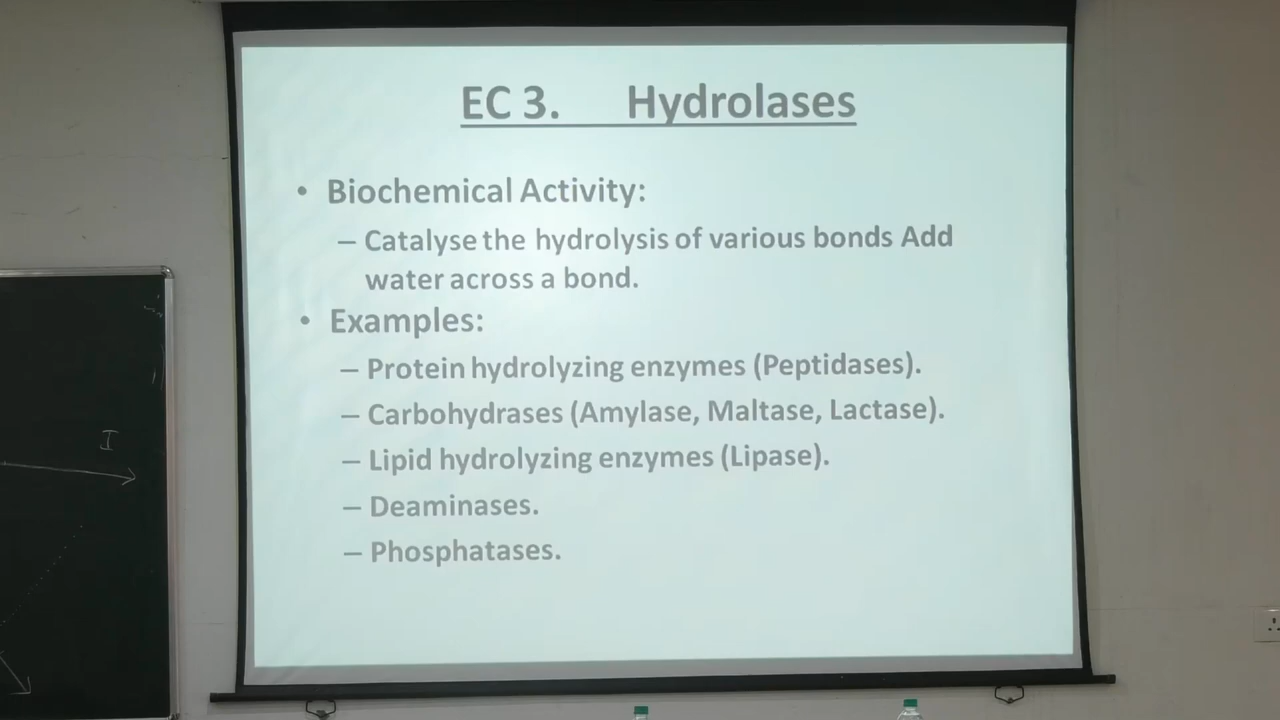 EC 3. Hydrolases
• Biochemical Activity:
– Catalyse the hydrolysis of various bonds Add
water across a bond.
• Examples:
– Protein hydrolyzing enzymes (Peptidases).
– Carbohydrases (Amylase, Maltase, Lactase).
– Lipid hydrolyzing enzymes (Lipase).
– Deaminases.
– Phosphatases.
H